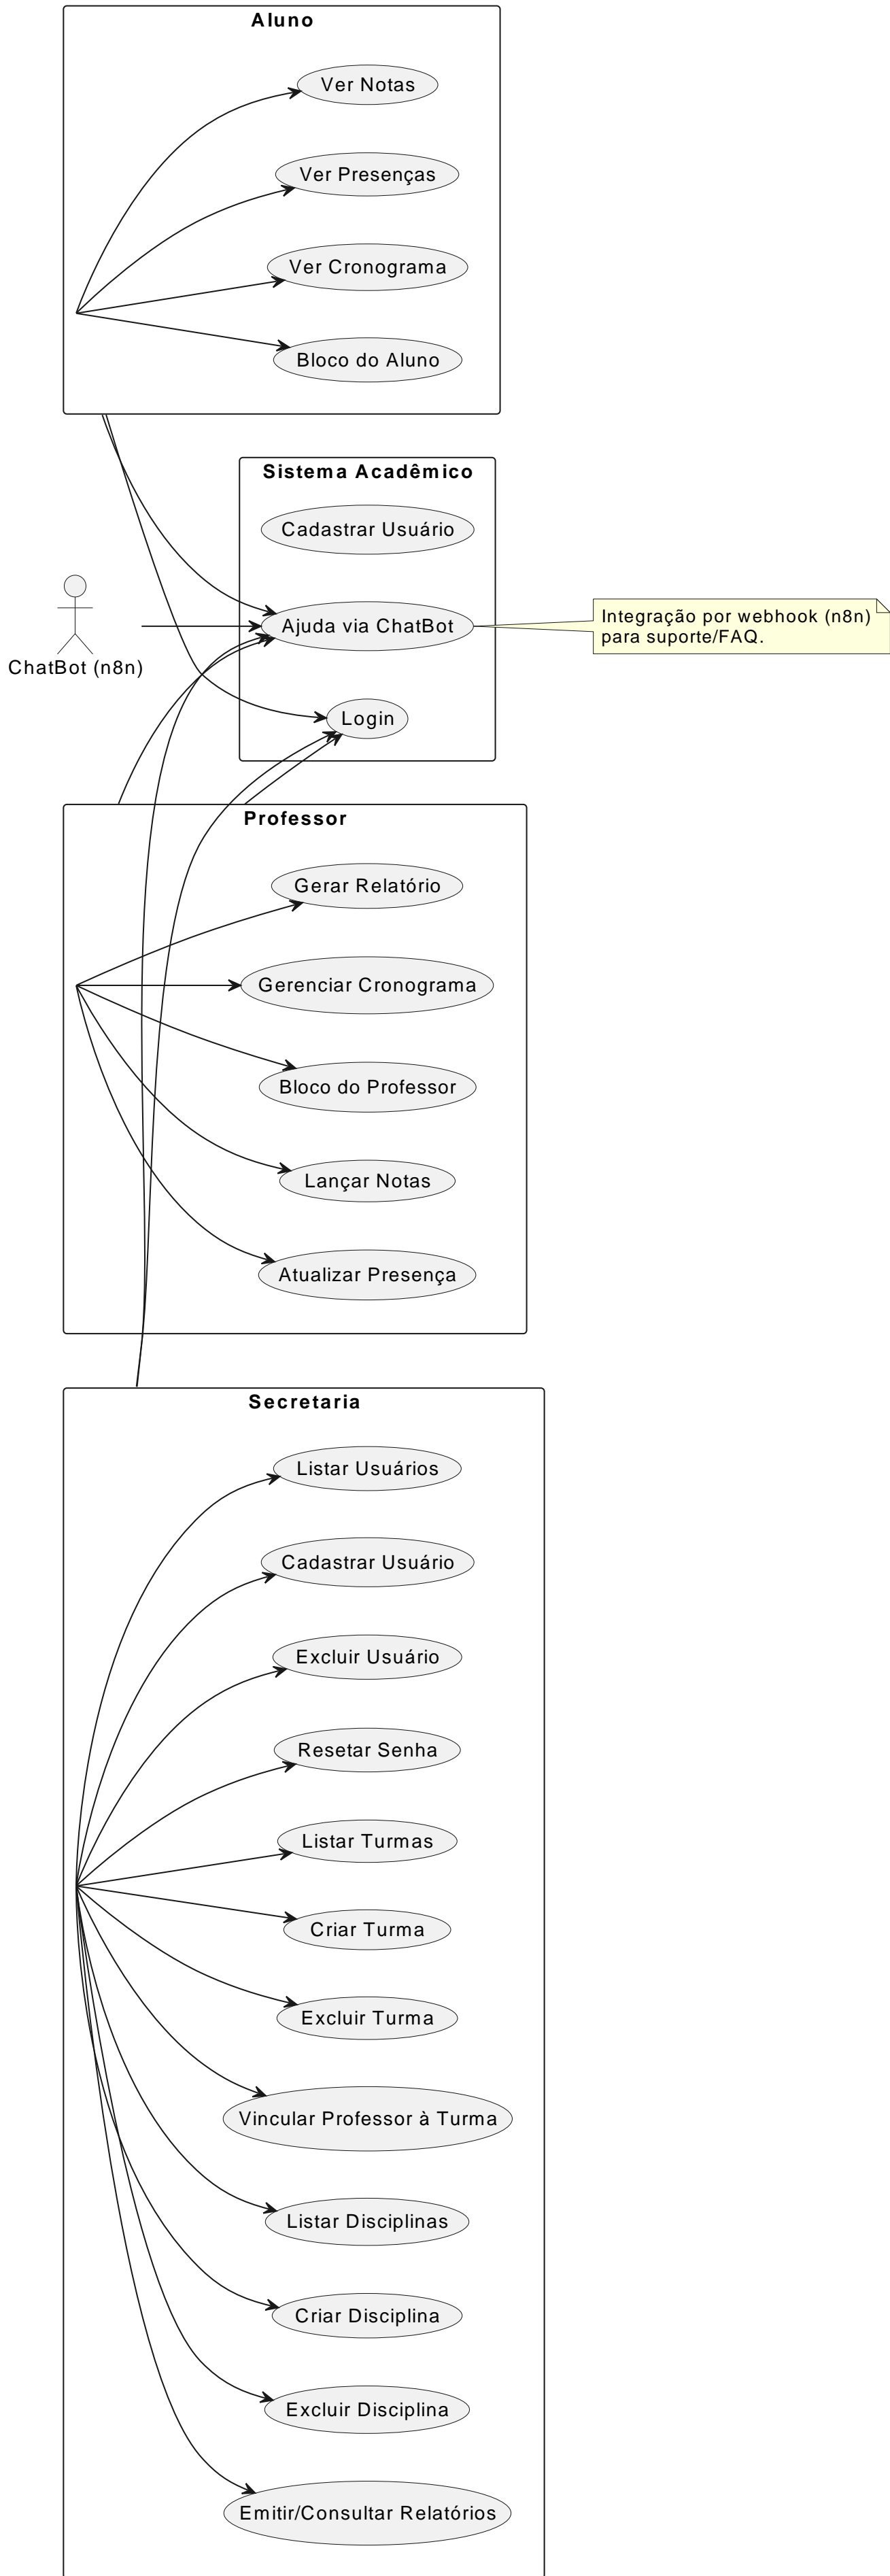 Aluno
Ver Notas
Ver Presenças
Ver Cronograma
Bloco do Aluno
Sistema Acadêmico
Cadastrar Usuário
Ajuda via ChatBot
Integração por webhook (n8n)
para suporte/FAQ.
ChatBot (n8n)
Login
Professor
Gerar Relatório
Gerenciar Cronograma
Bloco do Professor
Lançar Notas
Atualizar Presença
Secretaria
Listar Usuários
Cadastrar Usuário
Excluir Usuário
Resetar Senha
Listar Turmas
Criar Turma
Excluir Turma
Vincular Professor à Turma
Listar Disciplinas
Criar Disciplina
Excluir Disciplina
Emitir/Consultar Relatórios